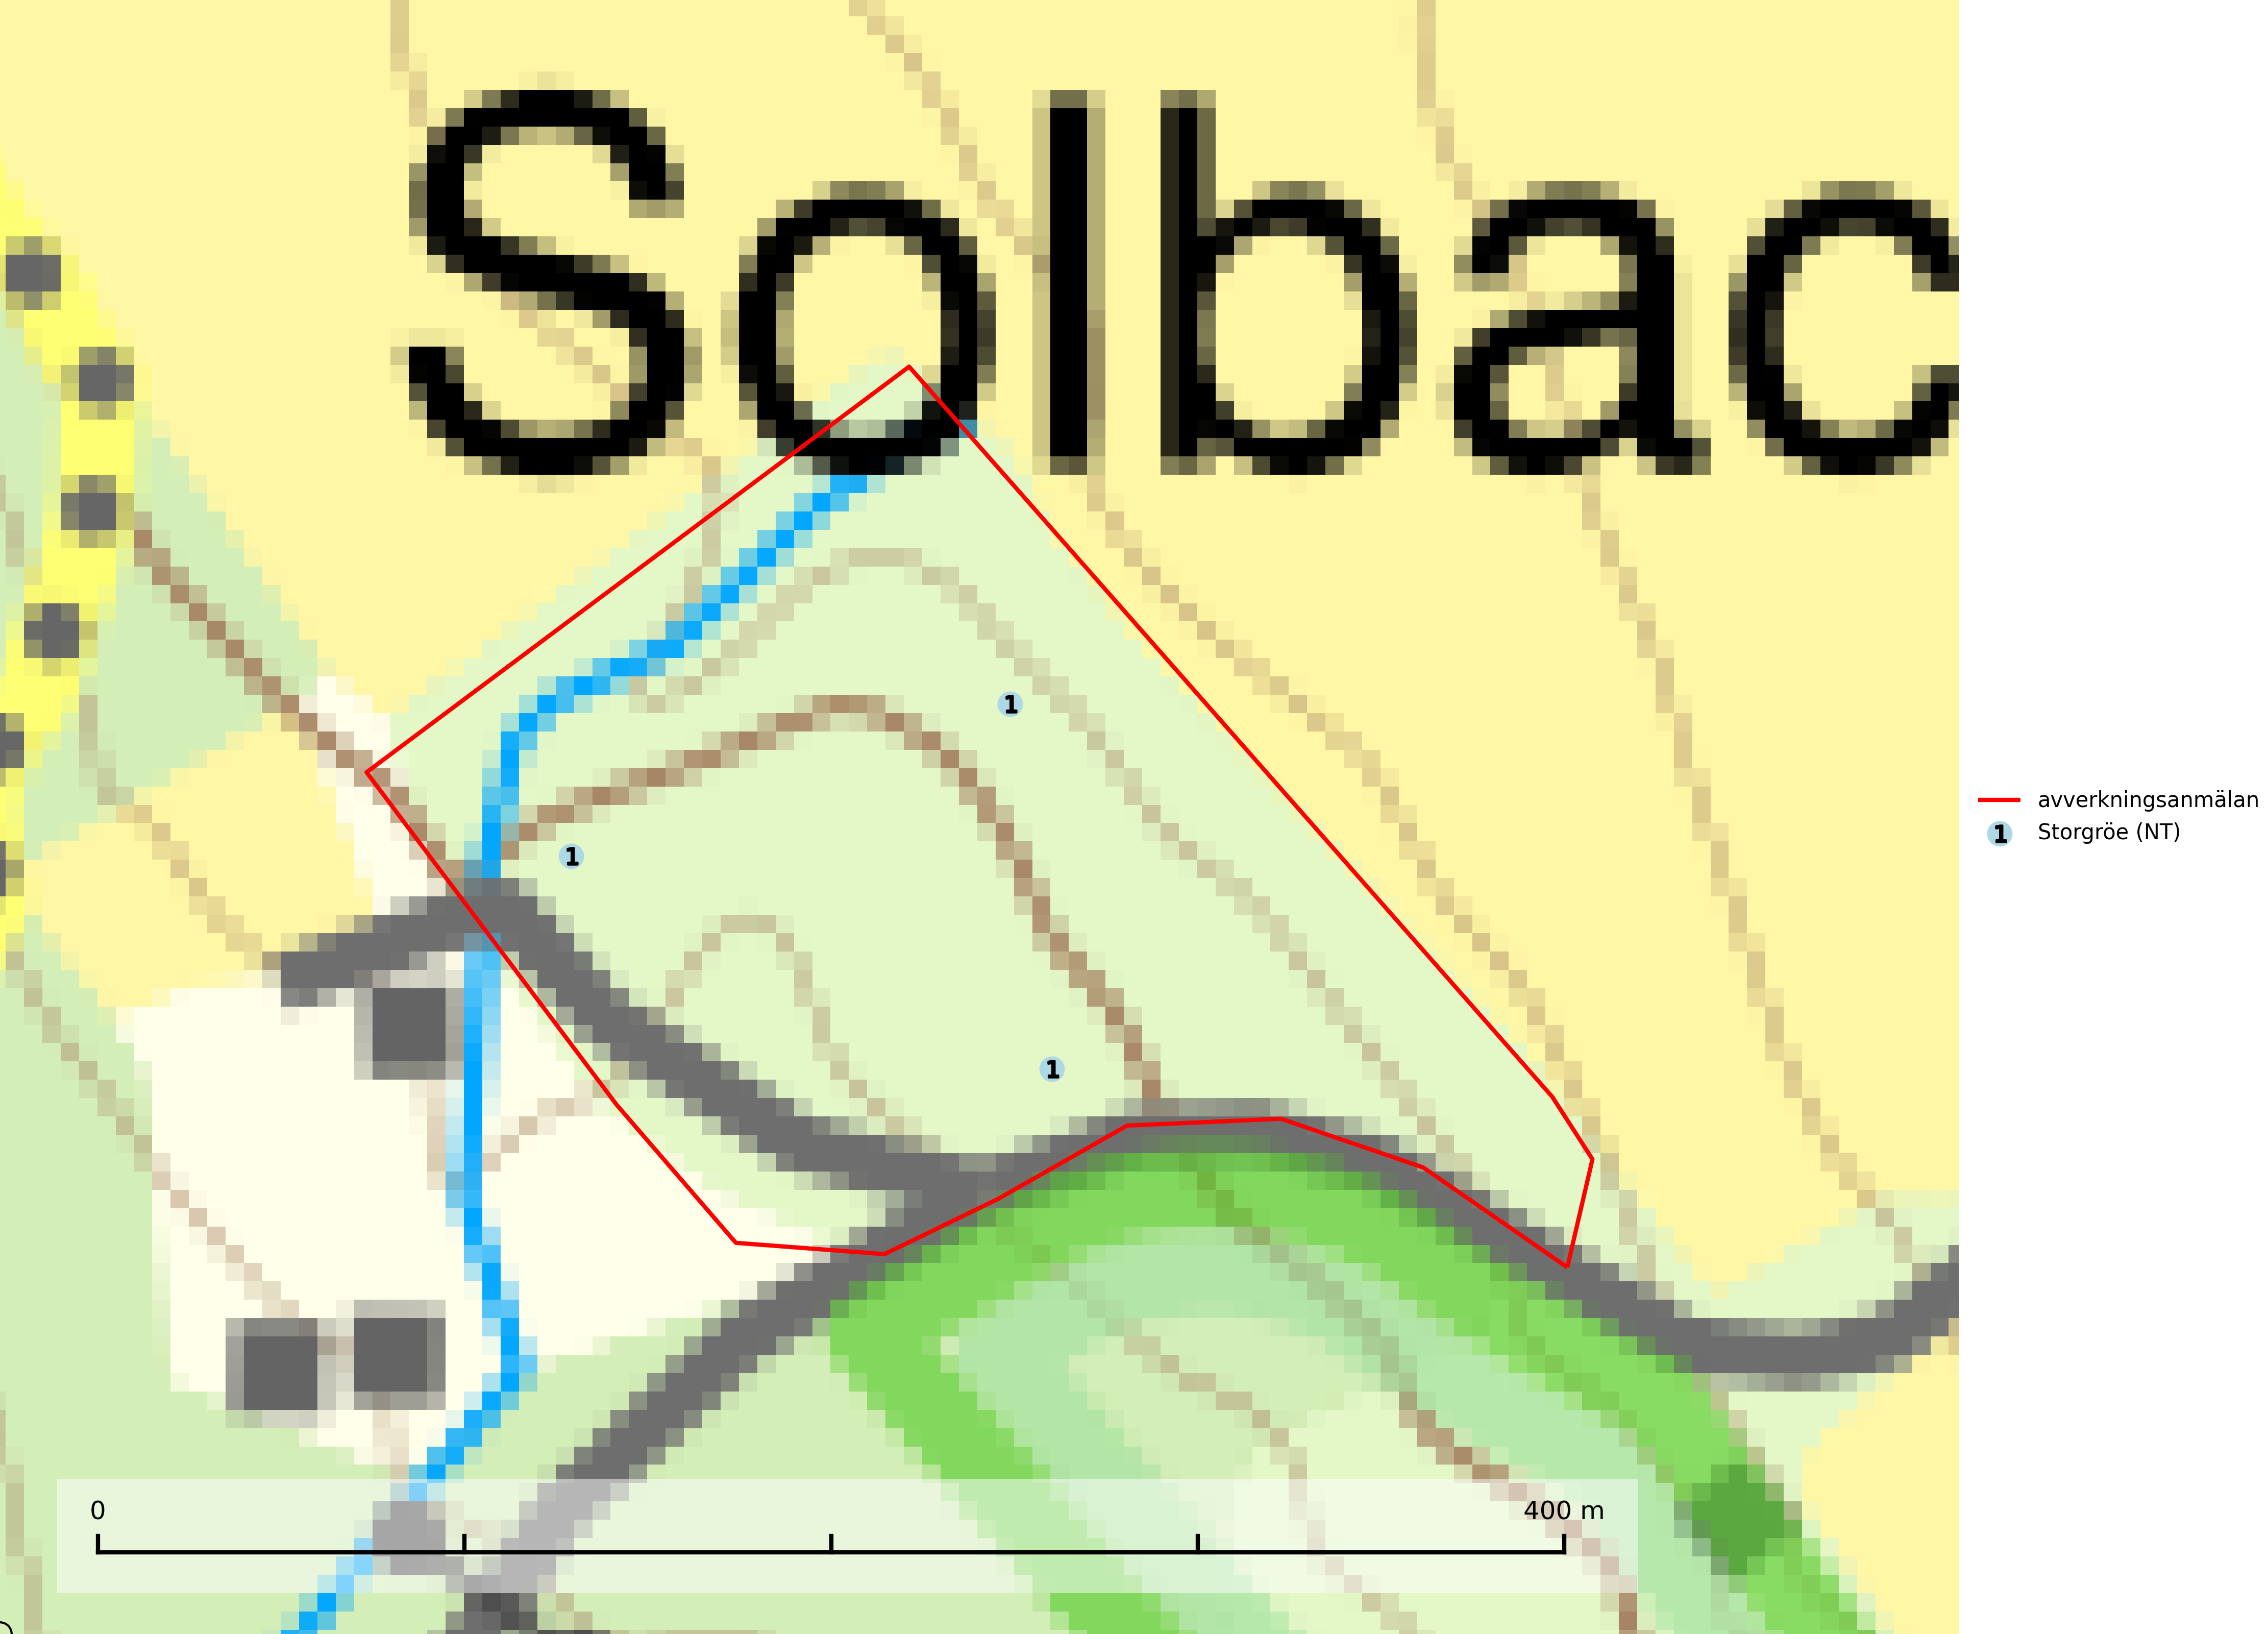 Solbac
1
1
1
avverkningsanmälan
1 Storgröe (NT)
0 400 m